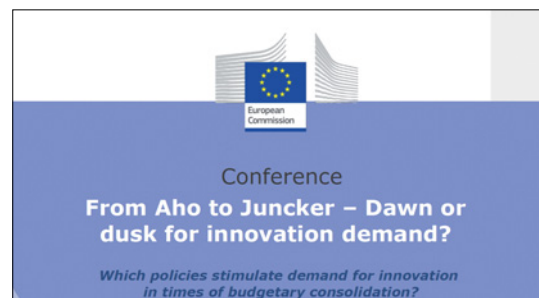 European
Commission
Conference
From Aho to Juncker – Dawn or
dusk for innovation demand?
Which policies stimulate demand for innovation
in times of budgetary consolidation?